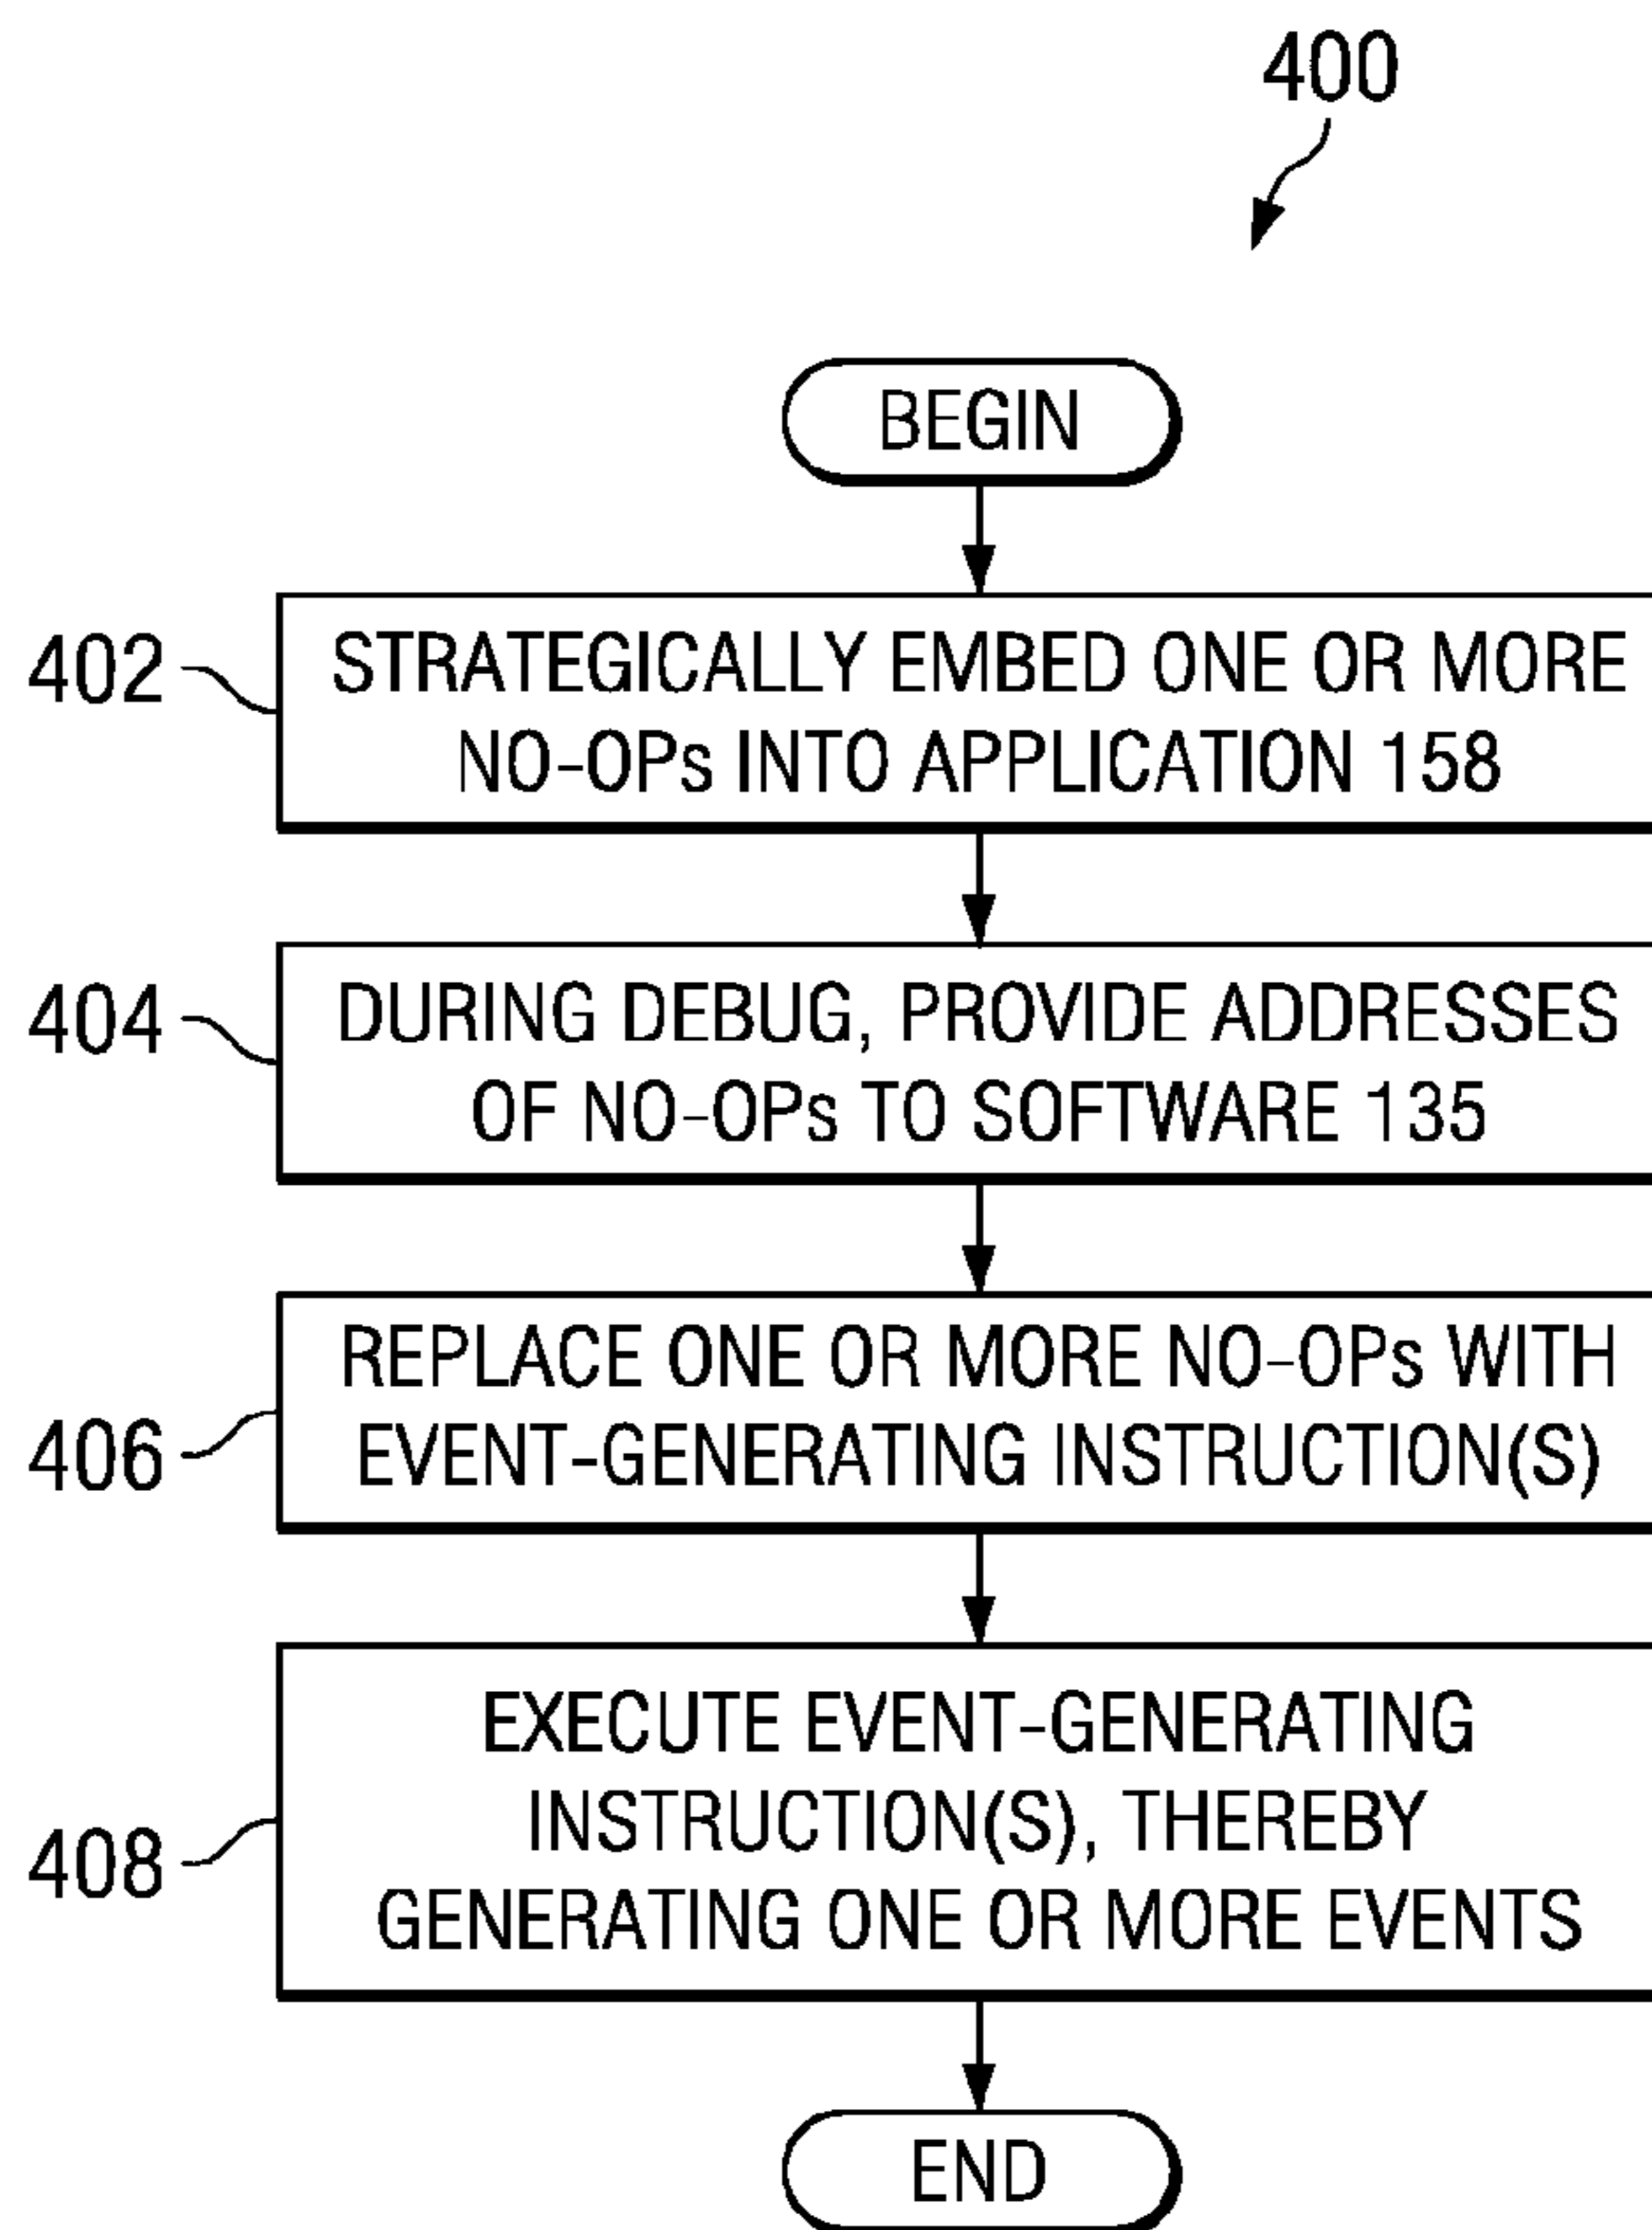 400
BEGIN
402
STRATEGICALLY EMBED ONE OR MORE
NO-OPs INTO APPLICATION 158
404
DURING DEBUG, PROVIDE ADDRESSES
OF NO-OPs TO SOFTWARE 135
406
REPLACE ONE OR MORE NO-OPs WITH
EVENT-GENERATING INSTRUCTION(S)
408
EXECUTE EVENT-GENERATING
INSTRUCTION(S), THEREBY
GENERATING ONE OR MORE EVENTS
END